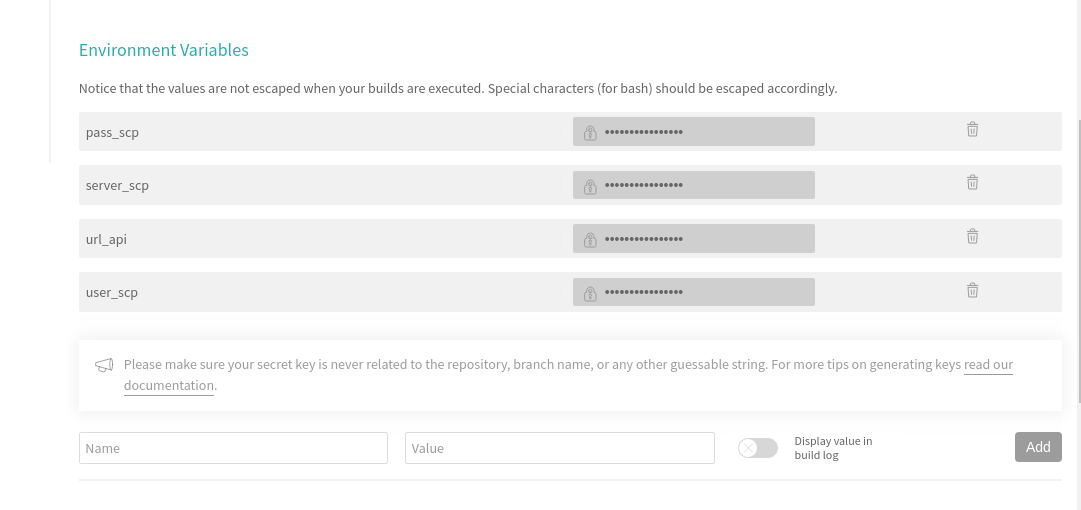 Environment Variables
Notice that the values are not escaped when your builds are executed. Special characters (for bash) should be escaped accordingly.
pass_scp ••••••••••••••••
server_scp ••••••••••••••••
url_api ••••••••••••••••
user_scp ••••••••••••••••
Please make sure your secret key is never related to the repository, branch name, or any other guessable string. For more tips on generating keys read our
documentation.
Name
Value
Display value in
build log
Add